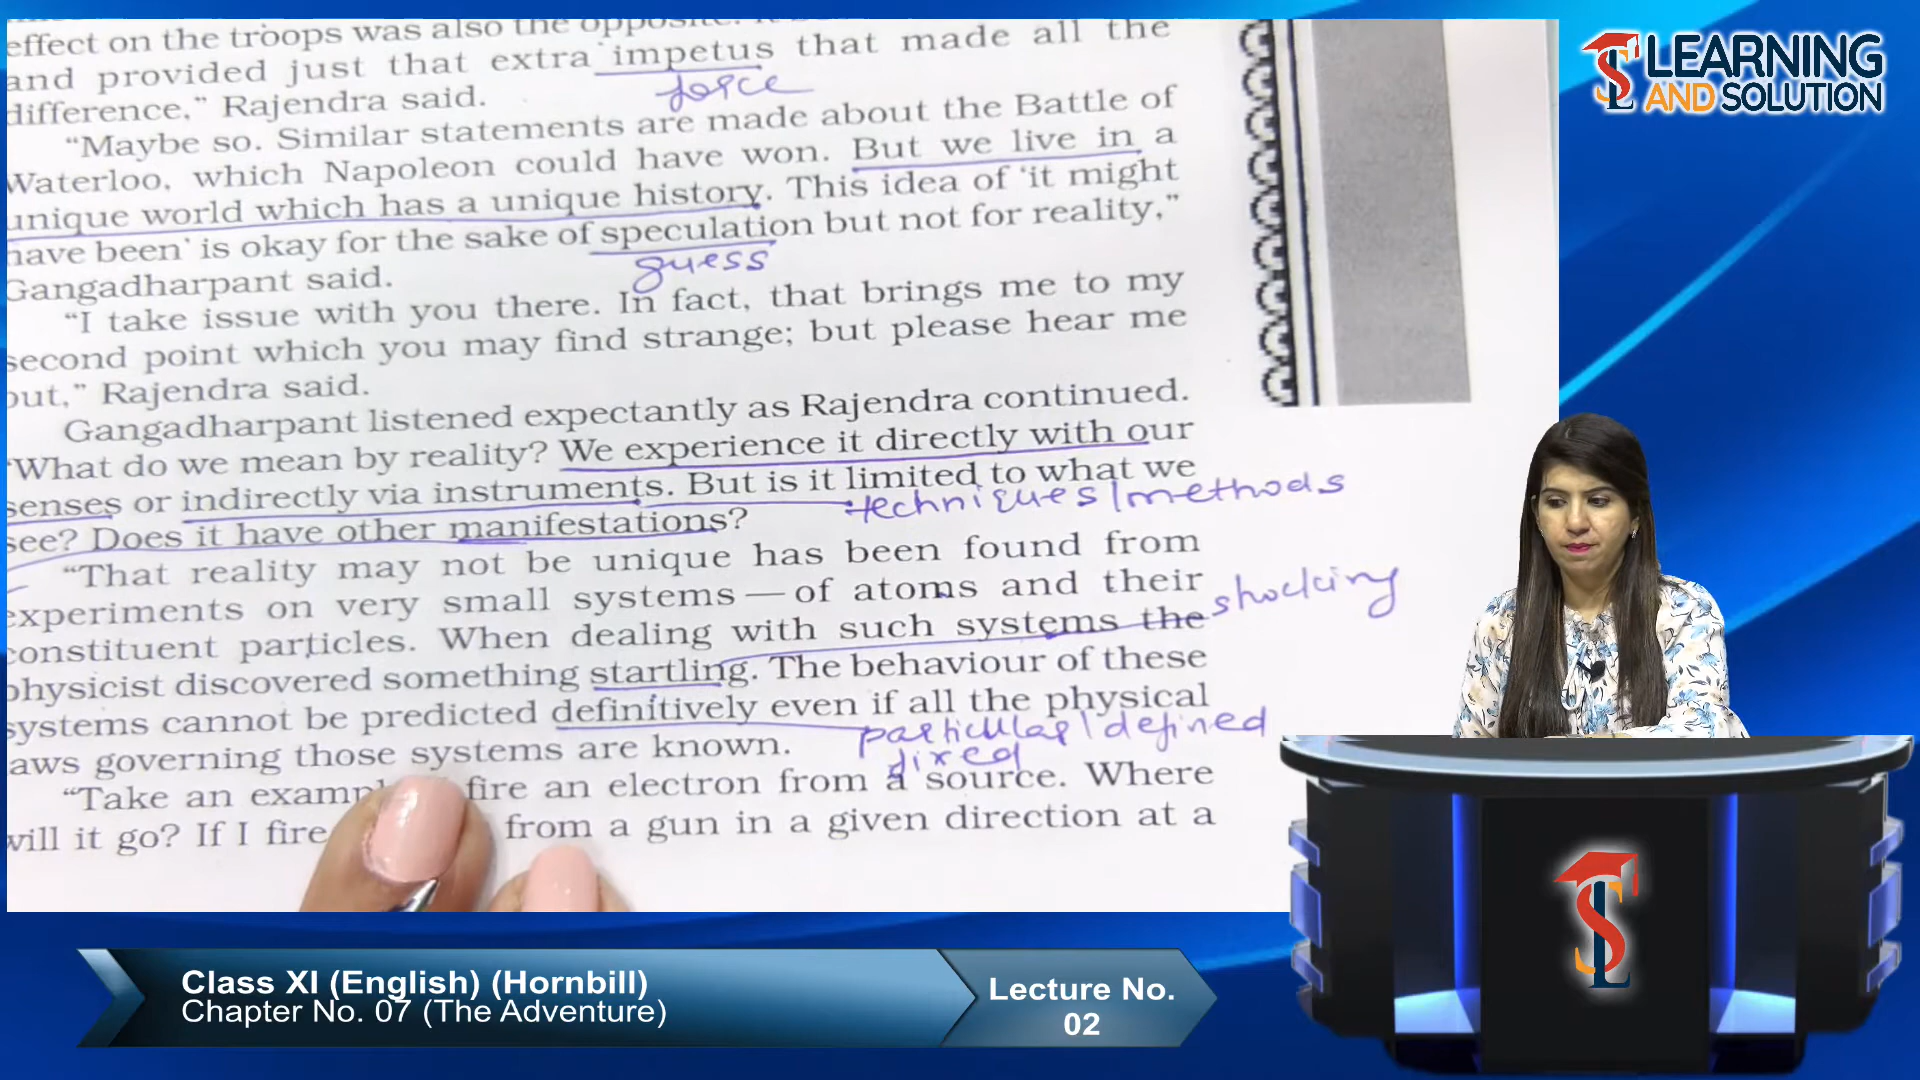 effect on the troops was also the opposite.
and provided just that extra impetus that made all the
force
difference," Rajendra said.
"Maybe so. Similar statements are made about the Battle of
Waterloo, which Napoleon could have won. But we live in a
unique world which has a unique history. This idea of 'it might
have been' is okay for the sake of speculation but not for reality,"
guess
Gangadharpant said.
"I take issue with you there. In fact, that brings me to my
second point which you may find strange; but please hear me
out," Rajendra said.
Gangadharpant listened expectantly as Rajendra continued.
"What do we mean by reality? We experience it directly with our
senses or indirectly via instruments. But is it limited to what we
techniques/methods
see? Does it have other manifestations?
"That reality may not be unique has been found from
experiments on very small systems — of atoms and their
shocking
constituent particles. When dealing with such systems the
physicist discovered something startling. The behaviour of these
systems cannot be predicted definitively even if all the physical
particular/defined
laws governing those systems are known.
"Take an fire an electron from a source. Where
will it go? If I fire from a gun in a given direction at a
LEARNING
AND SOLUTION
Class XI (English) (Hornbill)
Chapter No. 07 (The Adventure)
Lecture No.
02